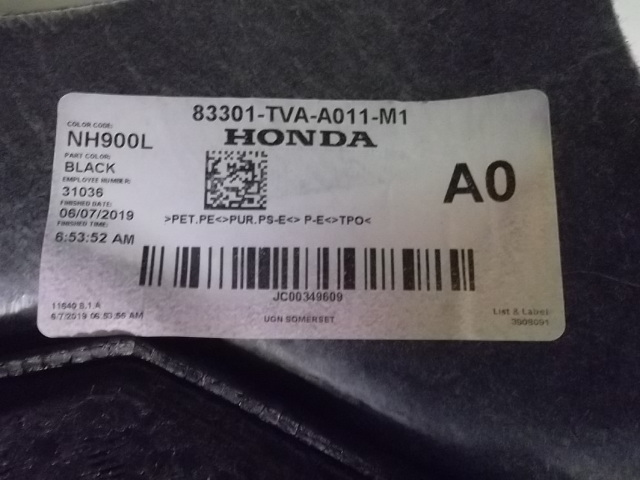 83301-TVA-A011-M1
HONDA
COLOR CODE:
NH900L
PART COLOR:
BLACK
EMPLOYEE NUMBER:
31036
FINISHED DATE:
06/07/2019
FINISHED TIME:
6:53:52 AM
A0
>PET.PE<>PUR.PS-E<> P-E<>TPO<
JC00349609
11640 8.1.A
6/7/2019 06:53:56 AM
UGN SOMERSET
List & Label: